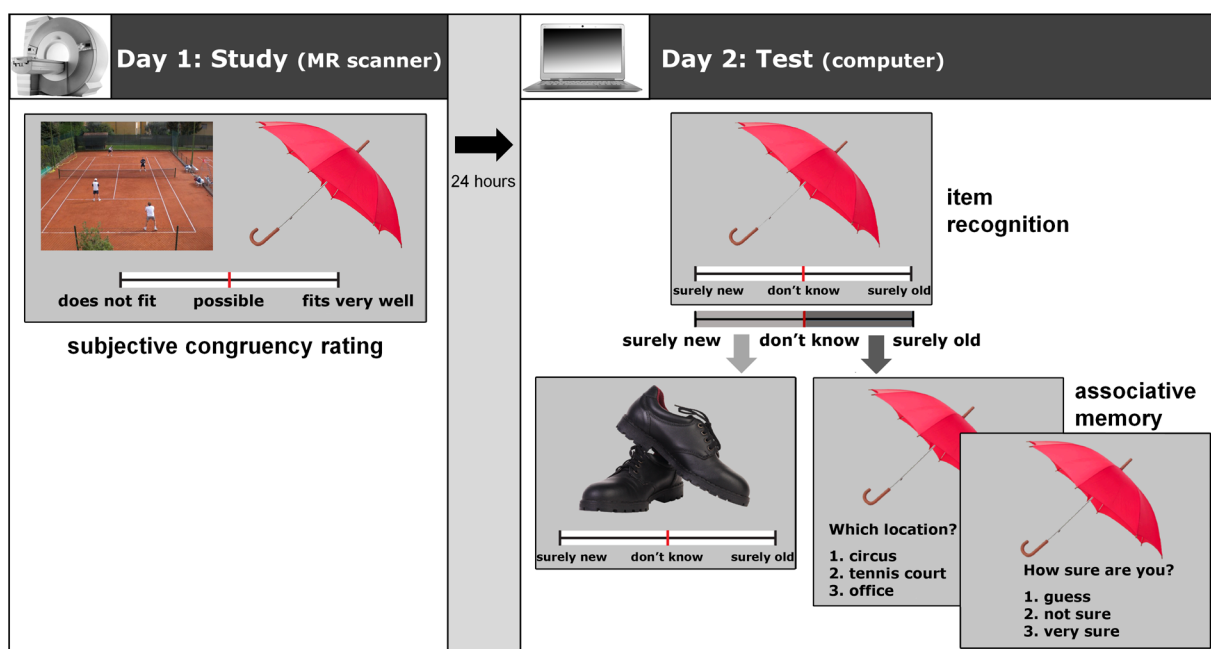 Day 1: Study (MR scanner)
does not fit possible fits very well
subjective congruency rating
24 hours
Day 2: Test (computer)
surely new don't know surely old
item
recognition
surely new don't know surely old
surely new don't know surely old
associative
memory
Which location?
1. circus
2. tennis court
3. office
How sure are you?
1. guess
2. not sure
3. very sure